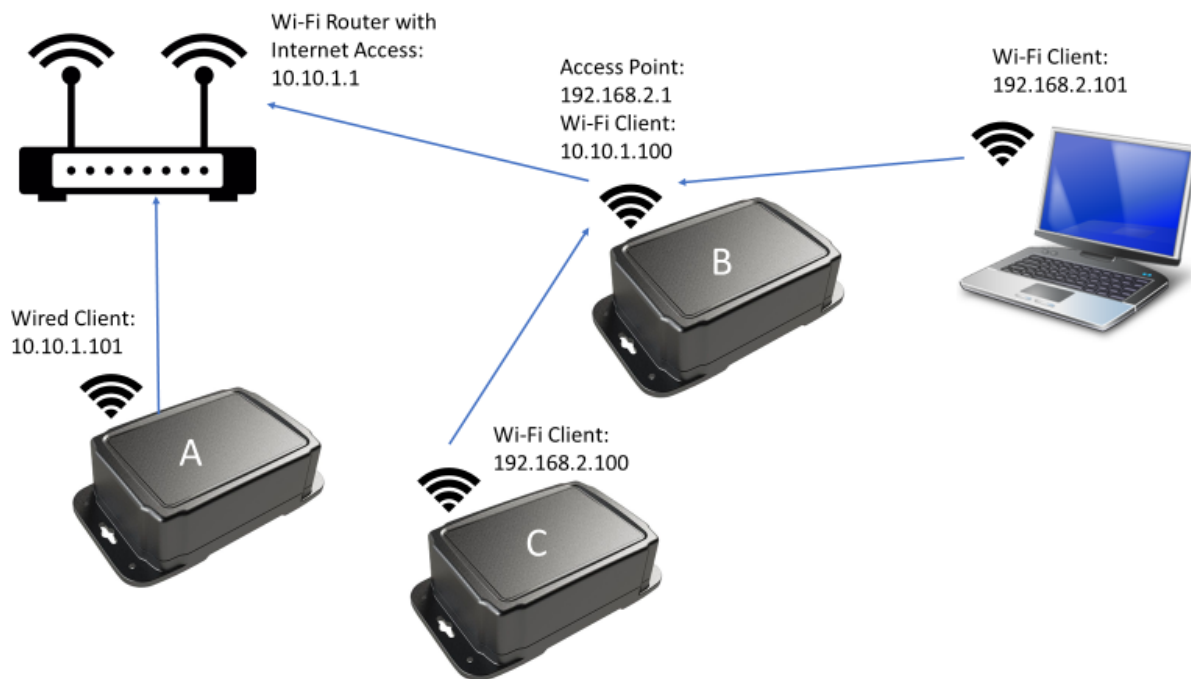 Wi-Fi Router with
Internet Access:
10.10.1.1
Access Point:
192.168.2.1
Wi-Fi Client:
10.10.1.100
Wi-Fi Client:
192.168.2.101
B
Wired Client:
10.10.1.101
A
Wi-Fi Client:
192.168.2.100
C